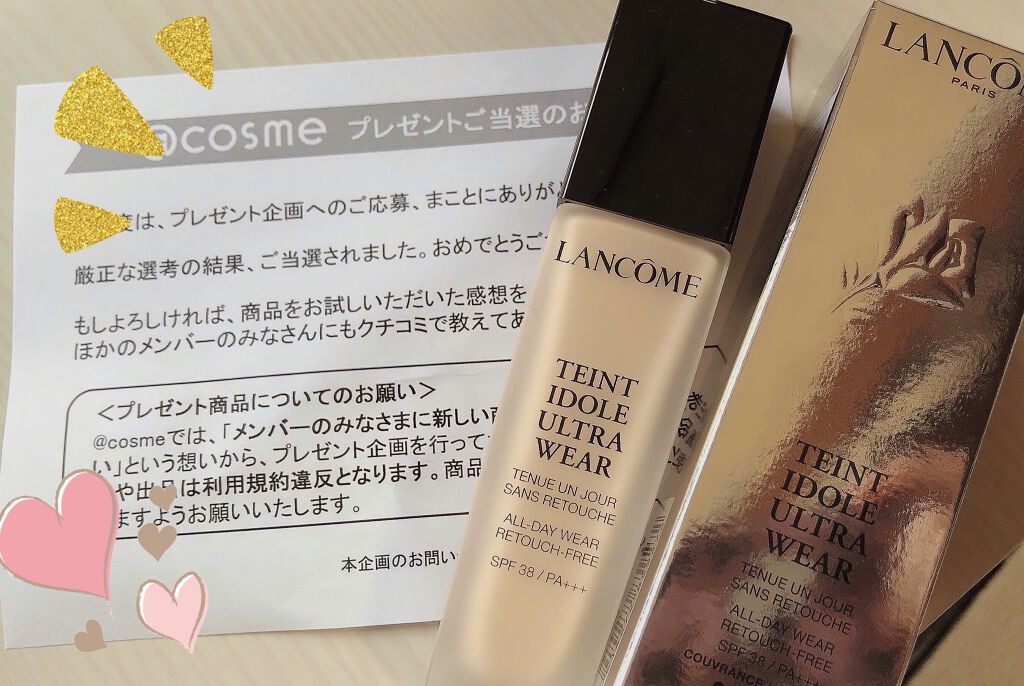 @cosme プレゼントご当選のお
度は、プレゼント企画へのご応募、まことにありがと
厳正な選考の結果、ご当選されました。おめでとうご
もしよろしければ、商品をお試しいただいた感想を
ほかのメンバーのみなさんにもクチコミで教えてあ
＜プレゼント商品についてのお願い＞
@cosmeでは、「メンバーのみなさまに新しい商
い」という想いから、プレゼント企画を行って
や出品は利用規約違反となります。商品
ますようお願いいたします。
本企画のお問い
LANCÔME
TEINT
IDOLE
ULTRA
WEAR
TENUE UN JOUR
SANS RETOUCHE
ALL-DAY WEAR
RETOUCH-FREE
SPF 38 / PA+++
LANCÔ
PARIS
TEINT
IDOLE
ULTRA
WEAR
TENUE UN JOUR
SANS RETOUCHE
ALL-DAY WEAR
RETOUCH-FREE
SPF 38 / PA+++
COUVRANCE